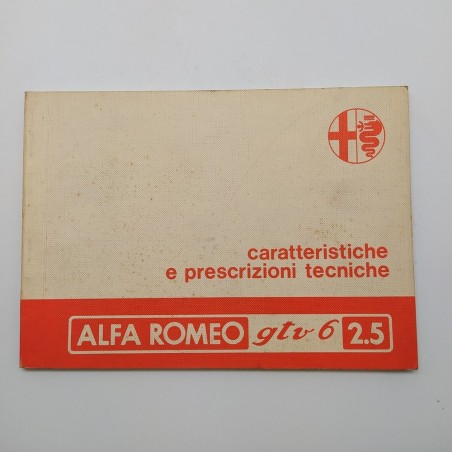 caratteristiche
e prescrizioni tecniche
ALFA ROMEO gtv 6 2.5